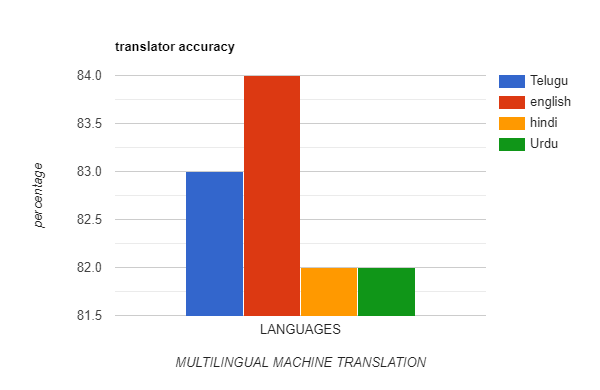 translator accuracy
84.0
83.5
83.0
82.5
82.0
81.5
percentage
Telugu
english
hindi
Urdu
LANGUAGES
MULTILINGUAL MACHINE TRANSLATION